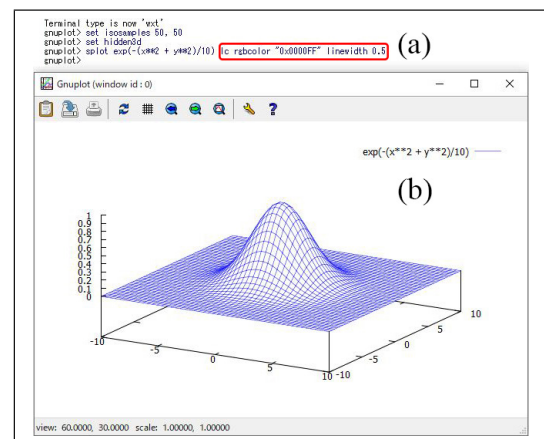 Terminal type is now 'wxt'
gnuplot> set isosamples 50, 50
gnuplot> set hidden3d
gnuplot> splot exp(-(x**2 + y**2)/10) lc rgbcolor "0x0000FF" linewidth 0.5
gnuplot>
(a)
Gnuplot (window id : 0)
exp(-(x**2 + y**2)/10)
(b)
1
0.9
0.8
0.7
0.6
0.5
0.4
0.3
0.2
0.1
0
-10
-5
0
5
10
-10
-5
0
5
10
view: 60.0000, 30.0000 scale: 1.00000, 1.00000